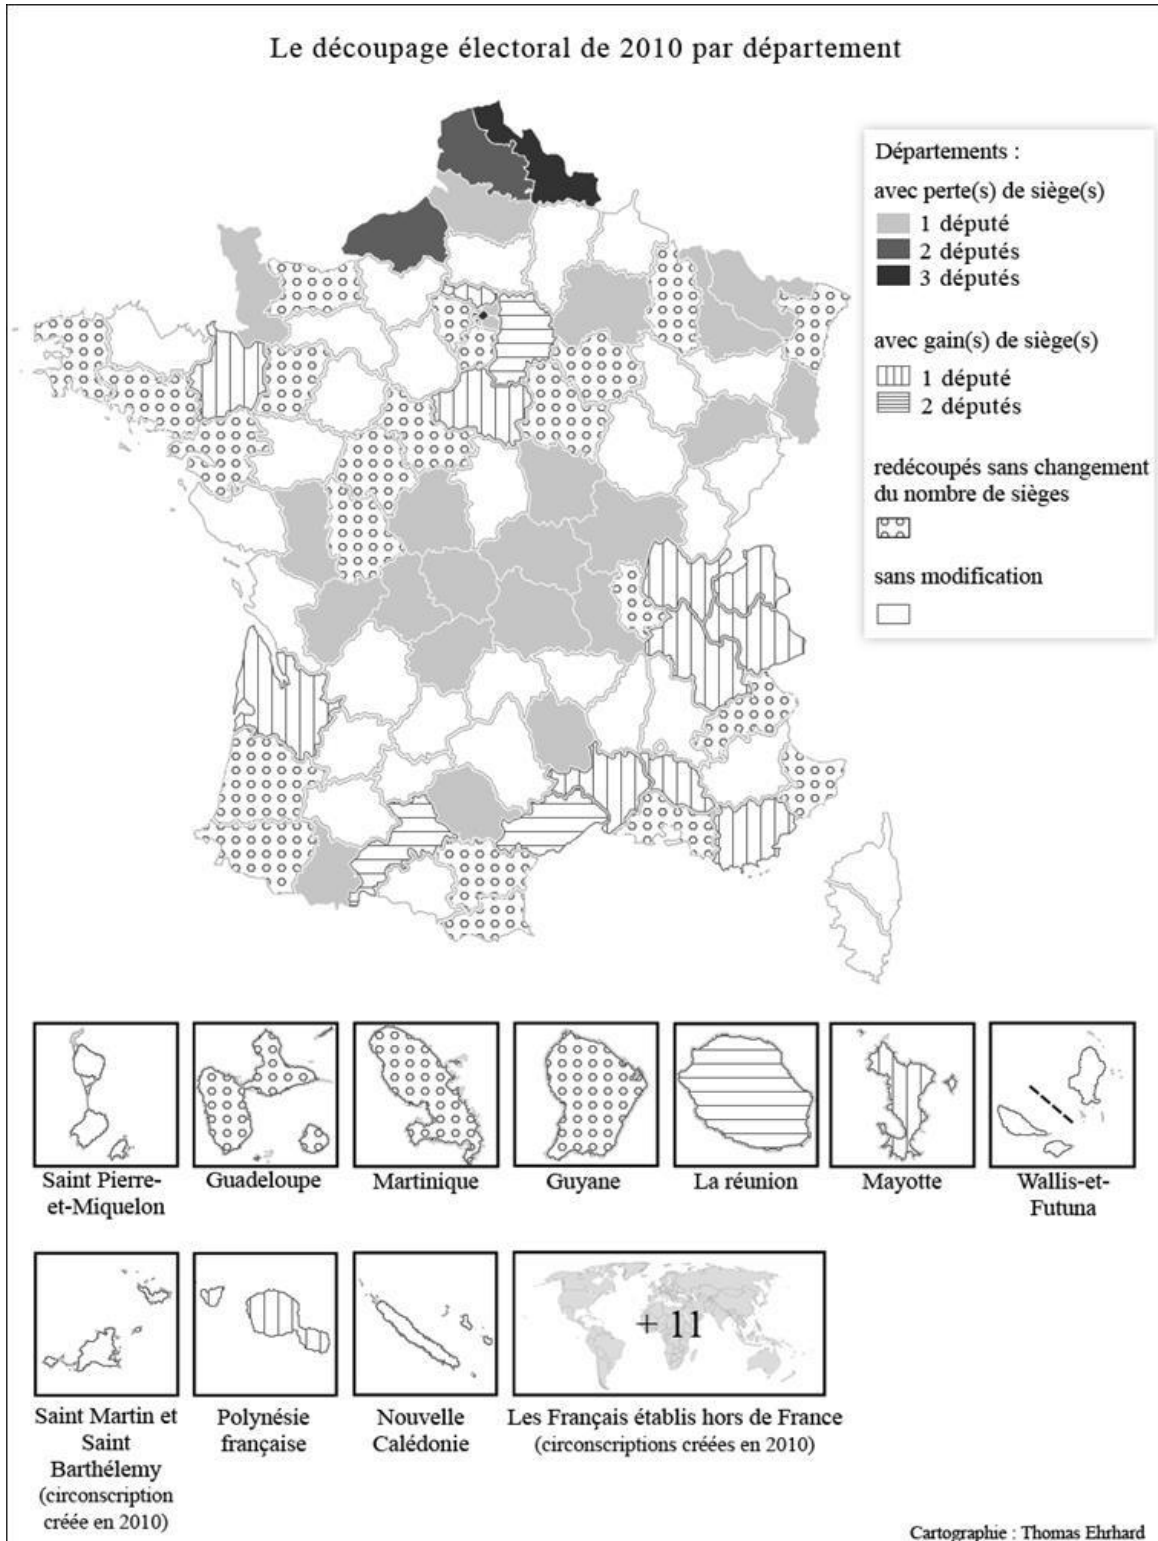 Le découpage électoral de 2010 par département
Départements :
avec perte(s) de siège(s)
1 député
2 députés
3 députés
avec gain(s) de siège(s)
1 député
2 députés
redécoupés sans changement
du nombre de sièges
sans modification
Saint Pierre-
et-Miquelon
Guadeloupe
Martinique
Guyane
La réunion
Mayotte
Wallis-et-
Futuna
+ 11
Saint Martin et
Saint
Barthélemy
(circonscription
créée en 2010)
Polynésie
française
Nouvelle
Calédonie
Les Français établis hors de France
(circonscriptions créées en 2010)
Cartographie : Thomas Ehrhard